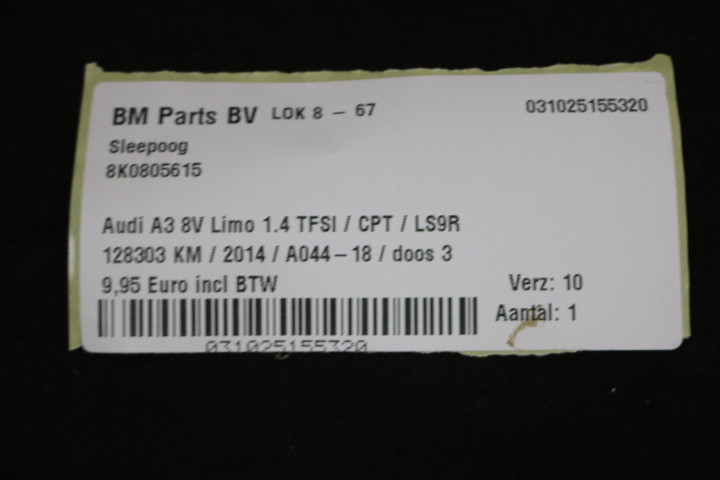 BM Parts BV LOK 8 - 67 031025155320
Sleepoog
8K0805615
Audi A3 8V Limo 1.4 TFSI / CPT / LS9R
128303 KM / 2014 / A044-18 / doos 3
9,95 Euro incl BTW Verz: 10
Aantal: 1
031025155320